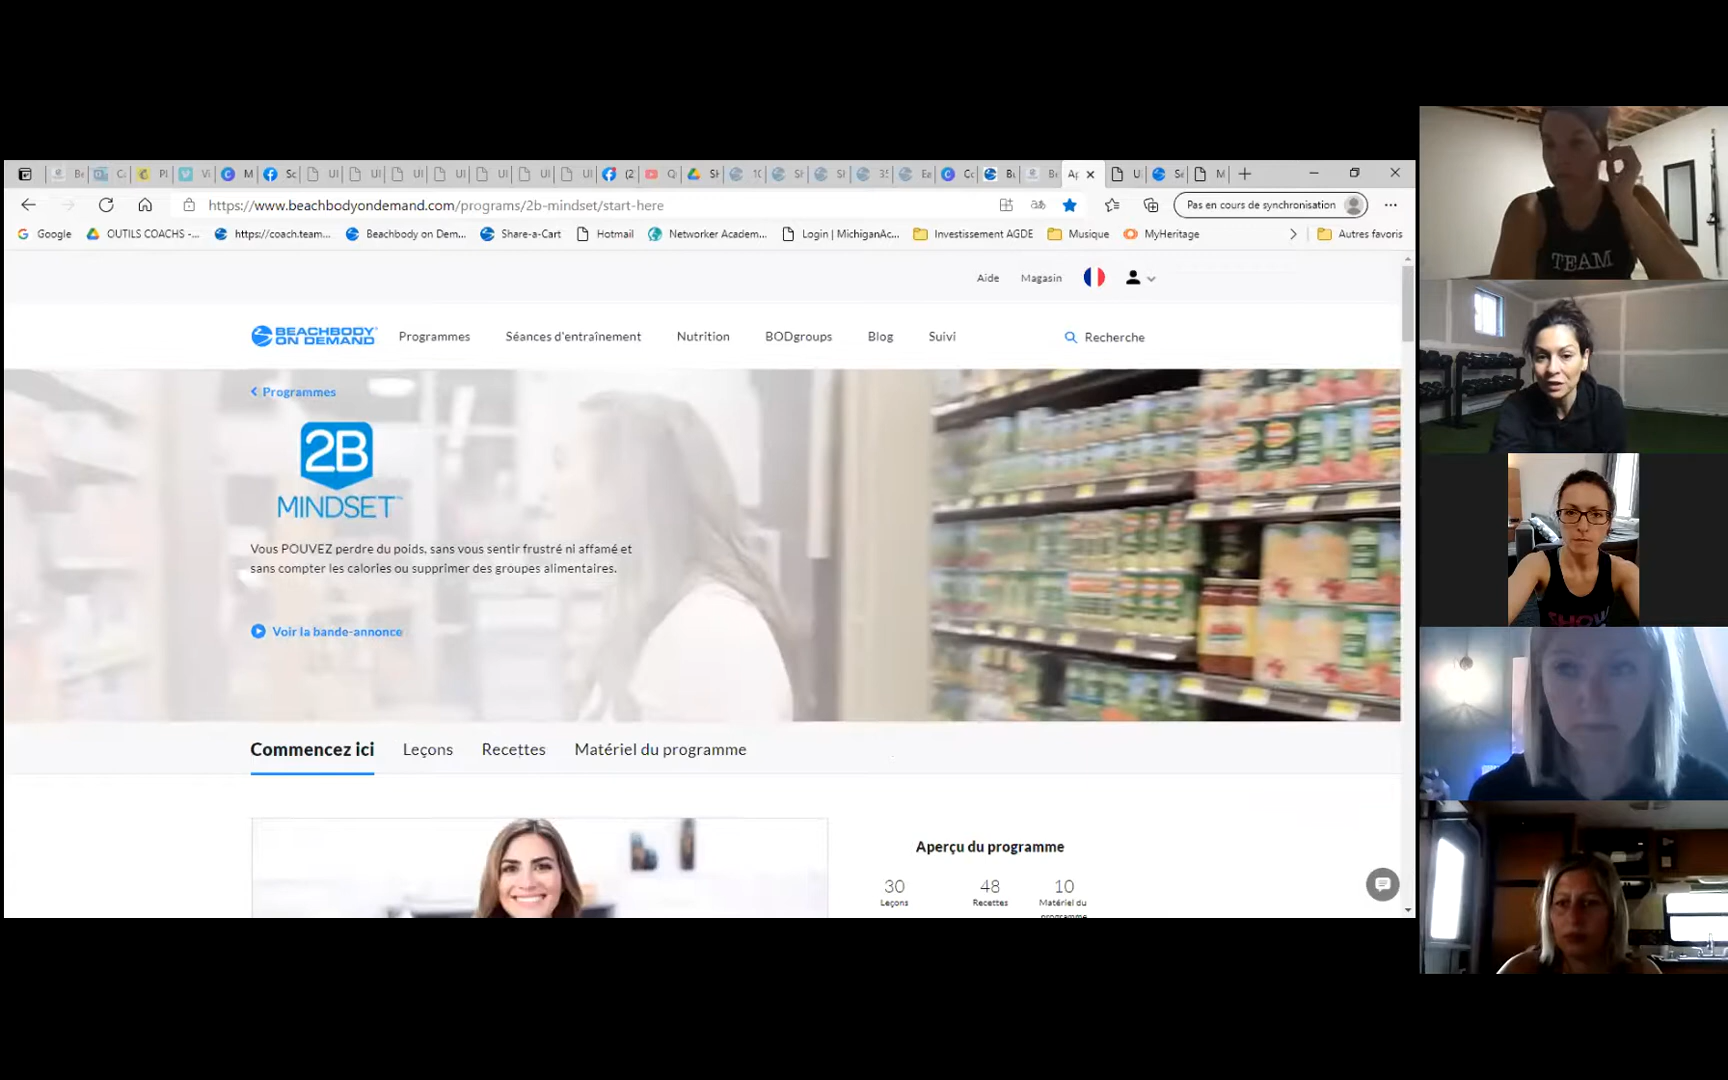 https://www.beachbodyondemand.com/programs/2b-mindset/start-here
Pas en cours de synchronisation
Google
OUTILS COACHS -...
https://coach.team...
Beachbody on Dem...
Share-a-Cart
Hotmail
Networker Academ...
Login | MichiganAc...
Investissement AGDE
Musique
MyHeritage
Autres favoris
Aide
Magasin
BEACHBODY
ON DEMAND
Programmes
Séances d'entraînement
Nutrition
BODgroups
Blog
Suivi
Recherche
Programmes
2B
MINDSET™
Vous POUVEZ perdre du poids, sans vous sentir frustré ni affamé et
sans compter les calories ou supprimer des groupes alimentaires.
Voir la bande-annonce
Commencez ici
Leçons
Recettes
Matériel du programme
Aperçu du programme
30
Leçons
48
Recettes
10
Matériel du
programme
TEAM